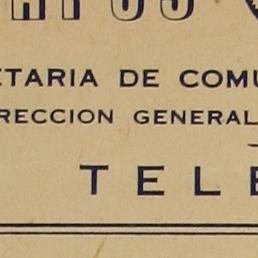 ETARIA DE COMU
RECCION GENERAL
TELE